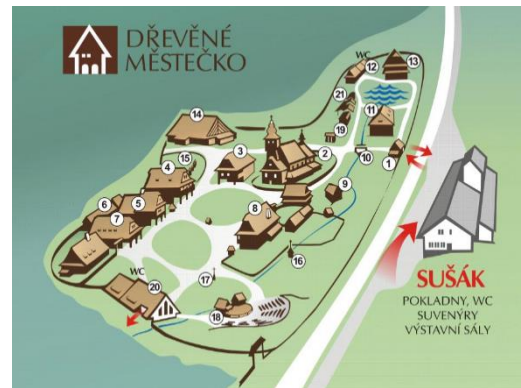 DŘEVĚNÉ
MĚSTEČKO
WC
12
13
21
14
11
19
3
2
10
1
15
4
9
6
5
8
7
16
WC
17
20
18
SUŠÁK
POKLADNY, WC
SUVENÝRY
VÝSTAVNÍ SÁLY